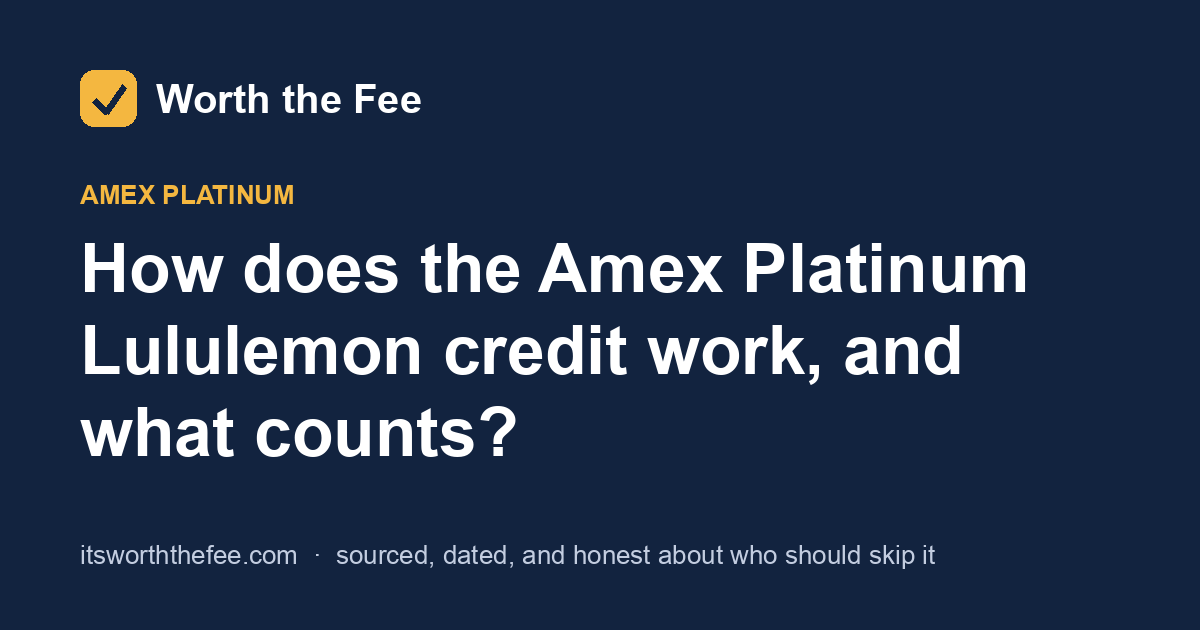 Worth the Fee
AMEX PLATINUM
How does the Amex Platinum
Lululemon credit work, and
what counts?
itsworththefee.com · sourced, dated, and honest about who should skip it